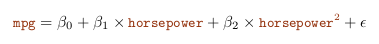 mpg = β₀ + β₁ × horsepower + β₂ × horsepower² + ϵ